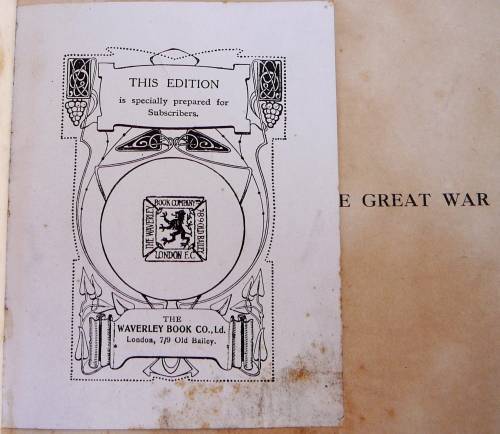 THIS EDITION
is specially prepared for
Subscribers.
BOOK COMPANY
THE WAVERLEY
7&9 OLD BAILEY
LONDON E.C.
THE
WAVERLEY BOOK CO., Ld.
London, 7/9 Old Bailey.
E GREAT WAR